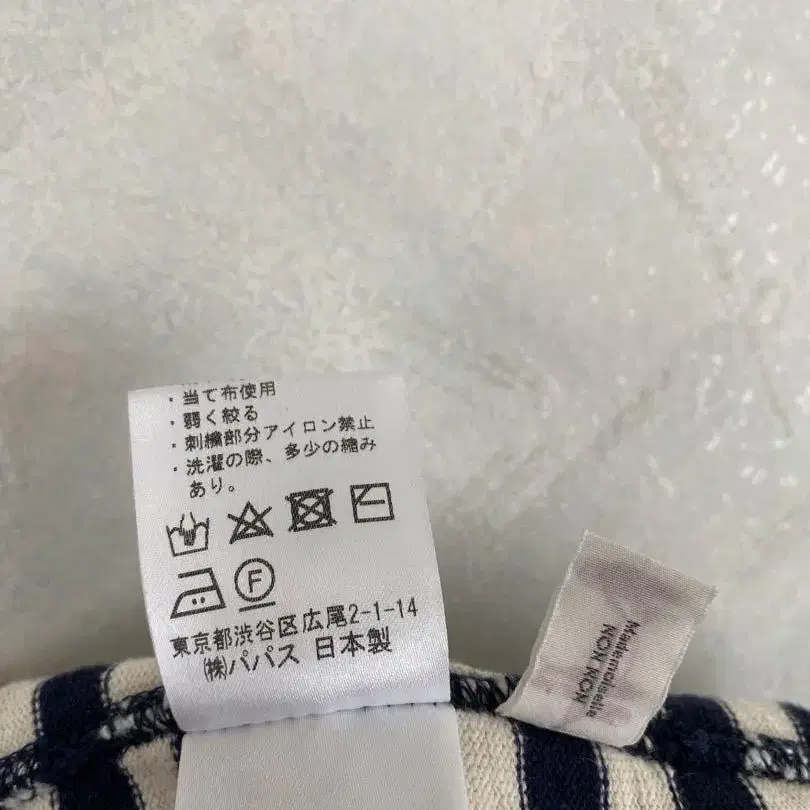 ・当て布使用
・弱く絞る
・刺繍部分アイロン禁止
・洗濯の際、多少の縮み
あり。
F
東京都渋谷区広尾2-1-14
㈱パパス 日本製
Mademoiselle
NON NON